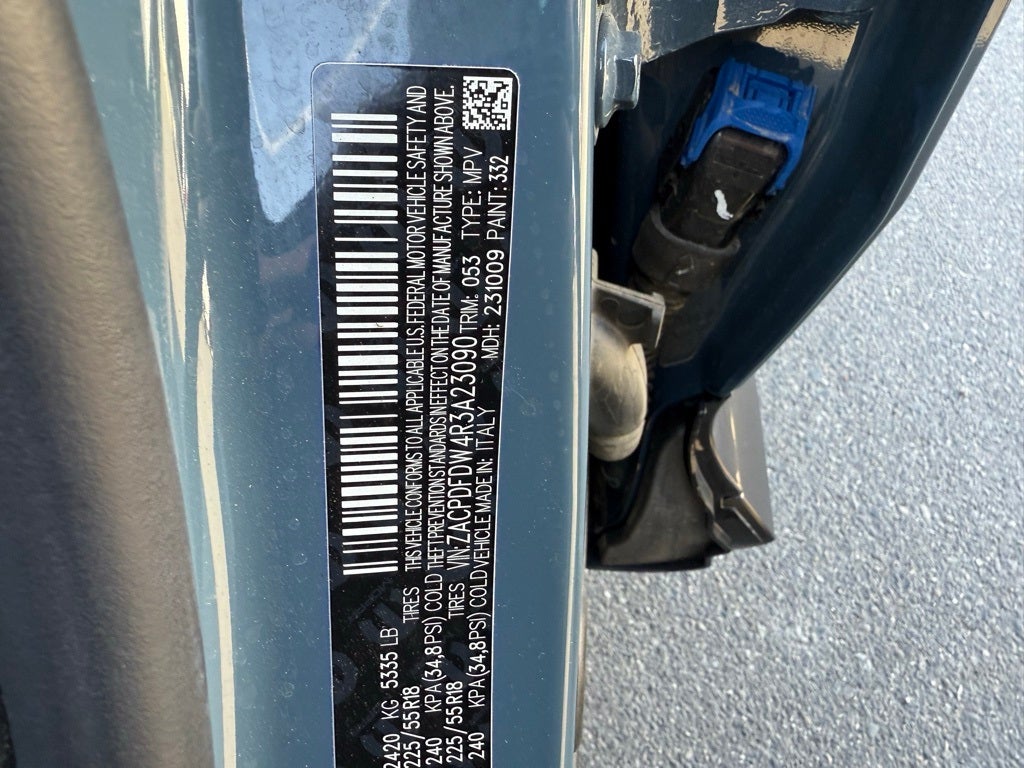 2420 KG 5335 LB
225/55R18 TIRES THIS VEHICLE CONFORMS TO ALL APPLICABLE U.S. FEDERAL MOTOR VEHICLE SAFETY AND
240 KPA(34,8PSI) COLD THEFT PREVENTION STANDARDS IN EFFECT ON THE DATE OF MANUFACTURE SHOWN ABOVE.
225/55R18 TIRES VIN:ZACPDFDW4R3A23090 TRIM: 053 TYPE: MPV
240 KPA(34,8PSI) COLD VEHICLE MADE IN: ITALY MDH: 231009 PAINT: 332